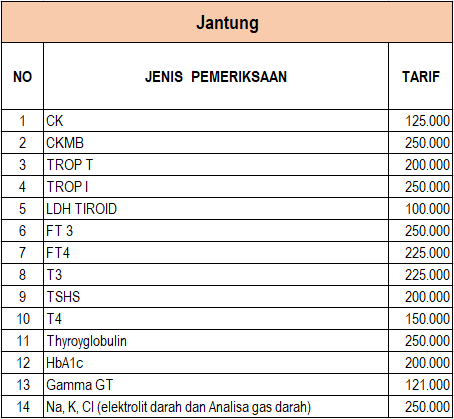 Jantung
NO JENIS PEMERIKSAAN TARIF
1 CK 125.000
2 CKMB 250.000
3 TROP T 200.000
4 TROP I 250.000
5 LDH TIROID 100.000
6 FT 3 250.000
7 FT4 225.000
8 T3 225.000
9 TSHS 200.000
10 T4 150.000
11 Thyroyglobulin 250.000
12 HbA1c 200.000
13 Gamma GT 121.000
14 Na, K, Cl (elektrolit darah dan Analisa gas darah) 250.000